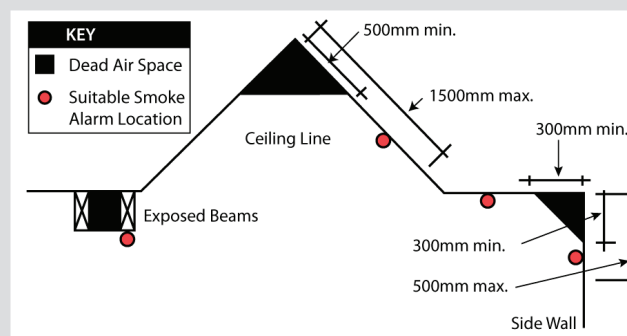 KEY
Dead Air Space
Suitable Smoke
Alarm Location
500mm min.
1500mm max.
Ceiling Line
300mm min.
Exposed Beams
300mm min.
500mm max.
Side Wall